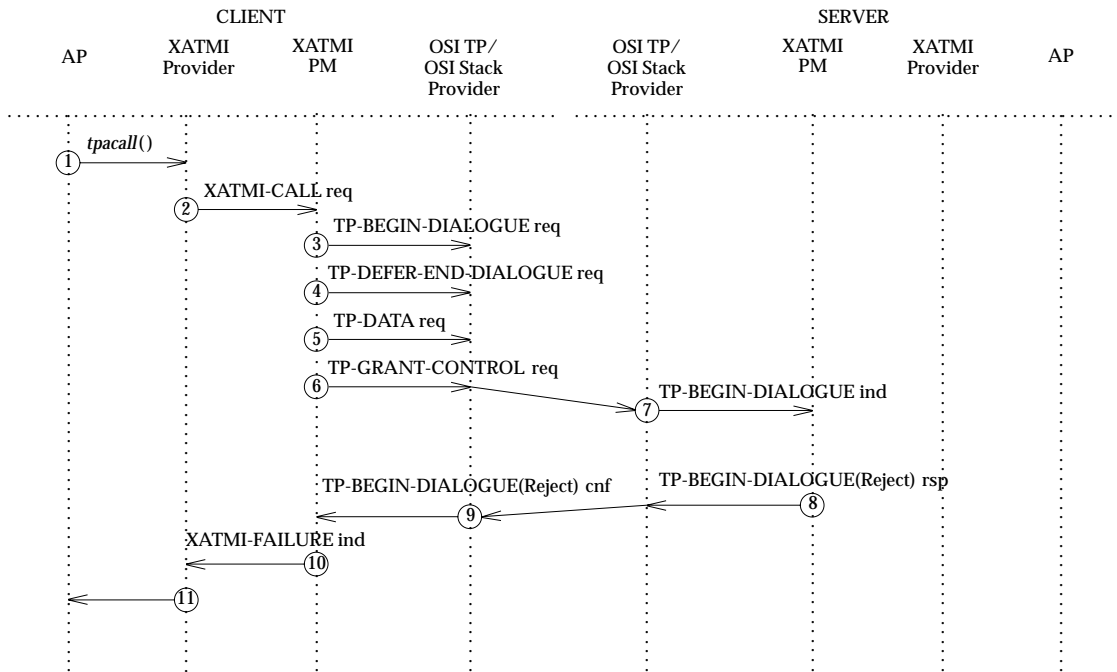 CLIENT
SERVER
AP
XATMI
Provider
XATMI
PM
OSI TP/
OSI Stack
Provider
OSI TP/
OSI Stack
Provider
XATMI
PM
XATMI
Provider
AP
tpacall()
1
XATMI-CALL req
2
TP-BEGIN-DIALOGUE req
3
TP-DEFER-END-DIALOGUE req
4
TP-DATA req
5
TP-GRANT-CONTROL req
6
TP-BEGIN-DIALOGUE ind
7
TP-BEGIN-DIALOGUE(Reject) rsp
8
TP-BEGIN-DIALOGUE(Reject) cnf
9
XATMI-FAILURE ind
10
11